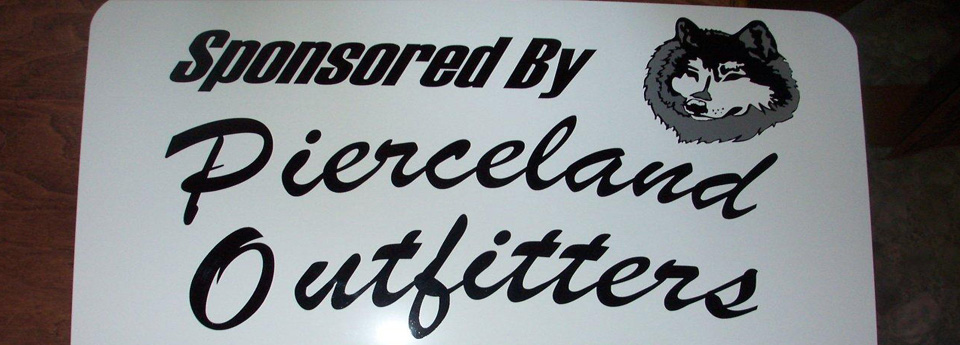 Sponsored By
Pierceland
Outfitters